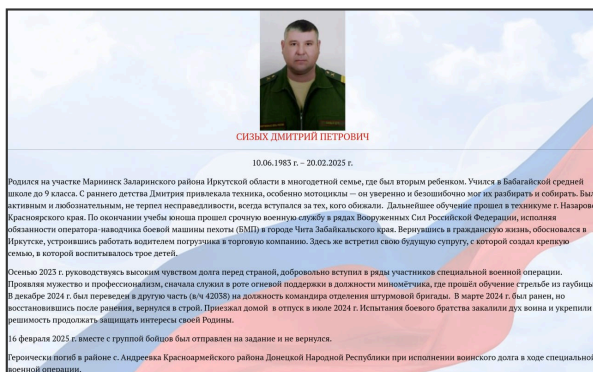 СИЗЫХ ДМИТРИЙ ПЕТРОВИЧ
10.06.1983 г. – 20.02.2025 г.
Родился на участке Мариинск Заларинского района Иркутской области в многодетной семье, где был вторым ребенком. Учился в Бабагайской средней
школе до 9 класса. С раннего детства Дмитрия привлекала техника, особенно мотоциклы — он уверенно и безошибочно мог их разбирать и собирать. Был
активным и любознательным, не терпел несправедливости, всегда вступался за тех, кого обижали. Дальнейшее обучение прошел в техникуме г. Назарово
Красноярского края. По окончании учебы юноша прошел срочную военную службу в рядах Вооруженных Сил Российской Федерации, исполняя
обязанности оператора-наводчика боевой машины пехоты (БМП) в городе Чита Забайкальского края. Вернувшись в гражданскую жизнь, обосновался в
Иркутске, устроившись работать водителем погрузчика в торговую компанию. Здесь же встретил свою будущую супругу, с которой создал крепкую
семью, в которой воспитывалось трое детей.
Осенью 2023 г. руководствуясь высоким чувством долга перед страной, добровольно вступил в ряды участников специальной военной операции.
Проявляя мужество и профессионализм, сначала служил в роте огневой поддержки в должности миномётчика, где прошёл обучение стрельбе из гаубицы.
В декабре 2024 г. был переведен в другую часть (в/ч 42038) на должность командира отделения штурмовой бригады. В марте 2024 г. был ранен, но
восстановившись после ранения, вернулся в строй. Приезжал домой в отпуск в июле 2024 г. Испытания боевого братства закалили дух воина и укрепили
решимость продолжать защищать интересы своей Родины.
16 февраля 2025 г. вместе с группой бойцов был отправлен на задание и не вернулся.
Героически погиб в районе с. Андреевка Красноармейского района Донецкой Народной Республики при исполнении воинского долга в ходе специальной
военной операции.